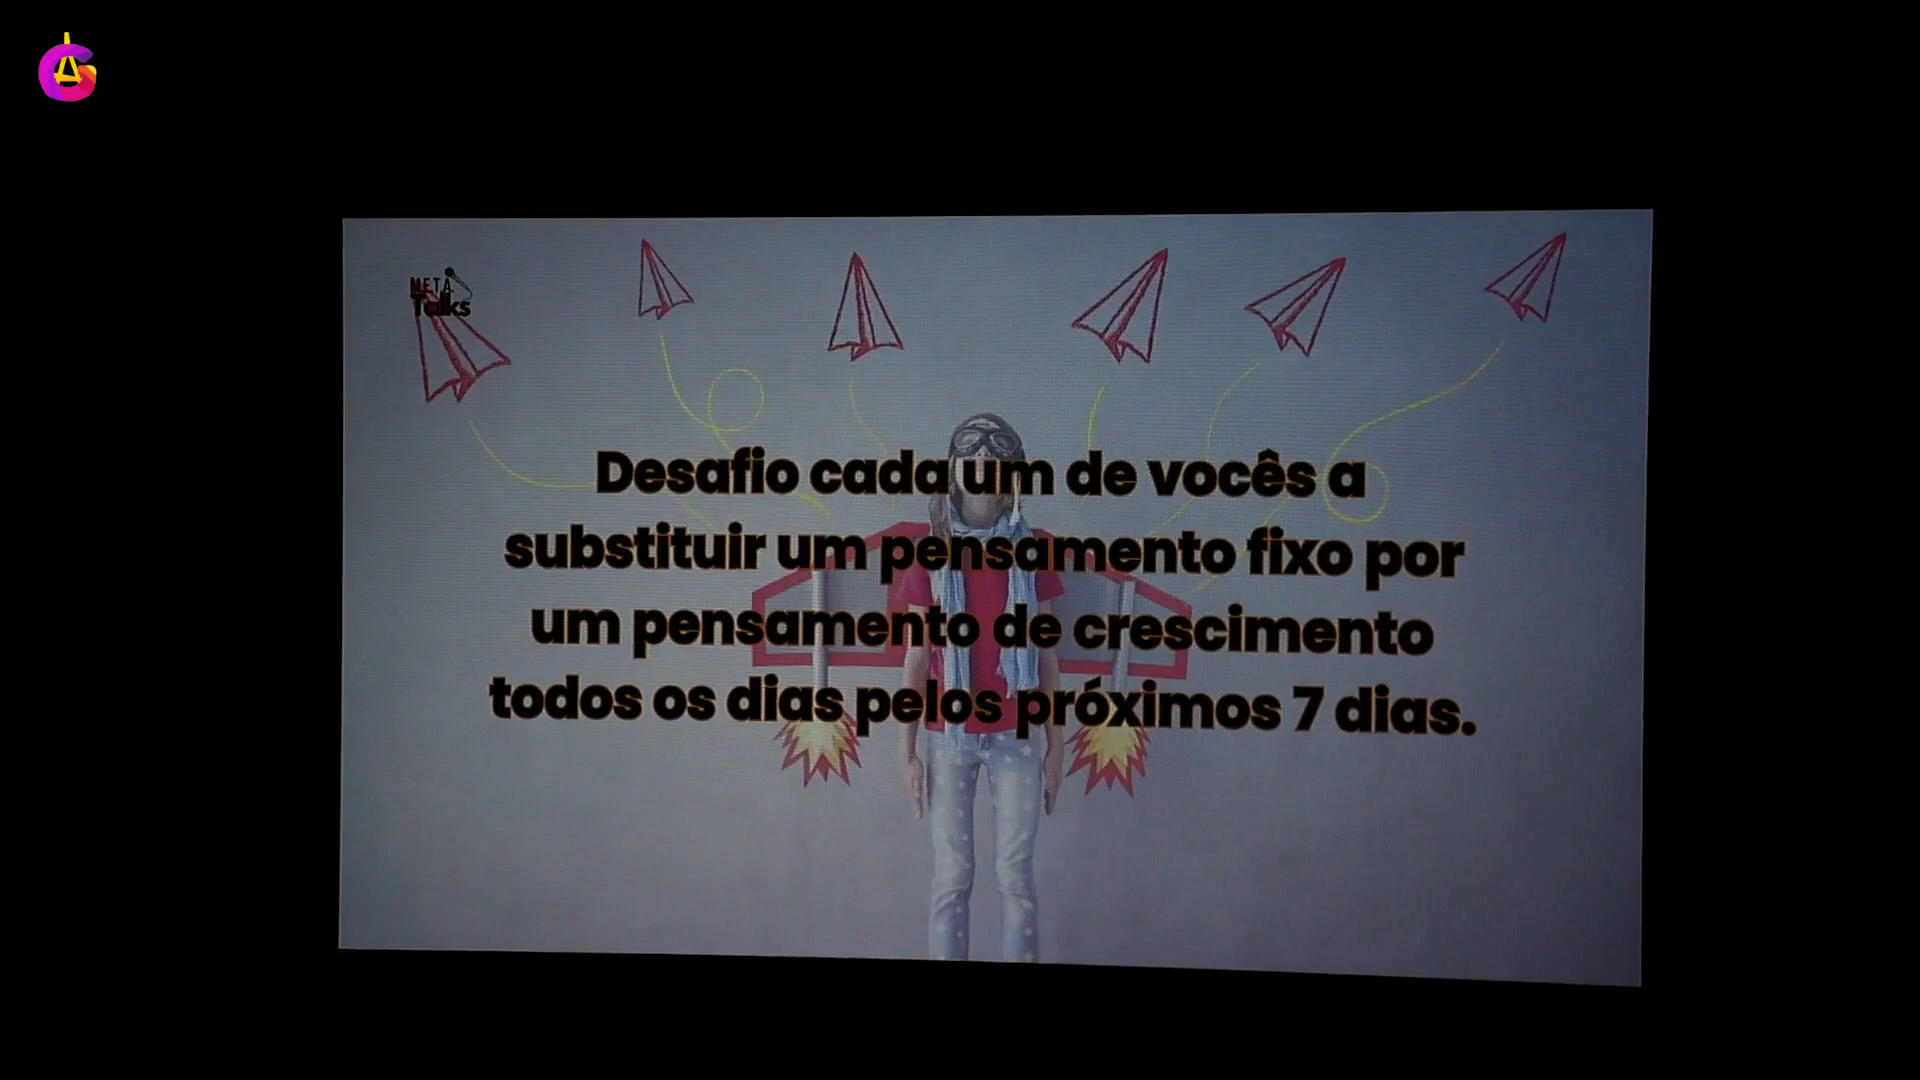 META
Talks
Desafio cada um de vocês a
substituir um pensamento fixo por
um pensamento de crescimento
todos os dias pelos próximos 7 dias.